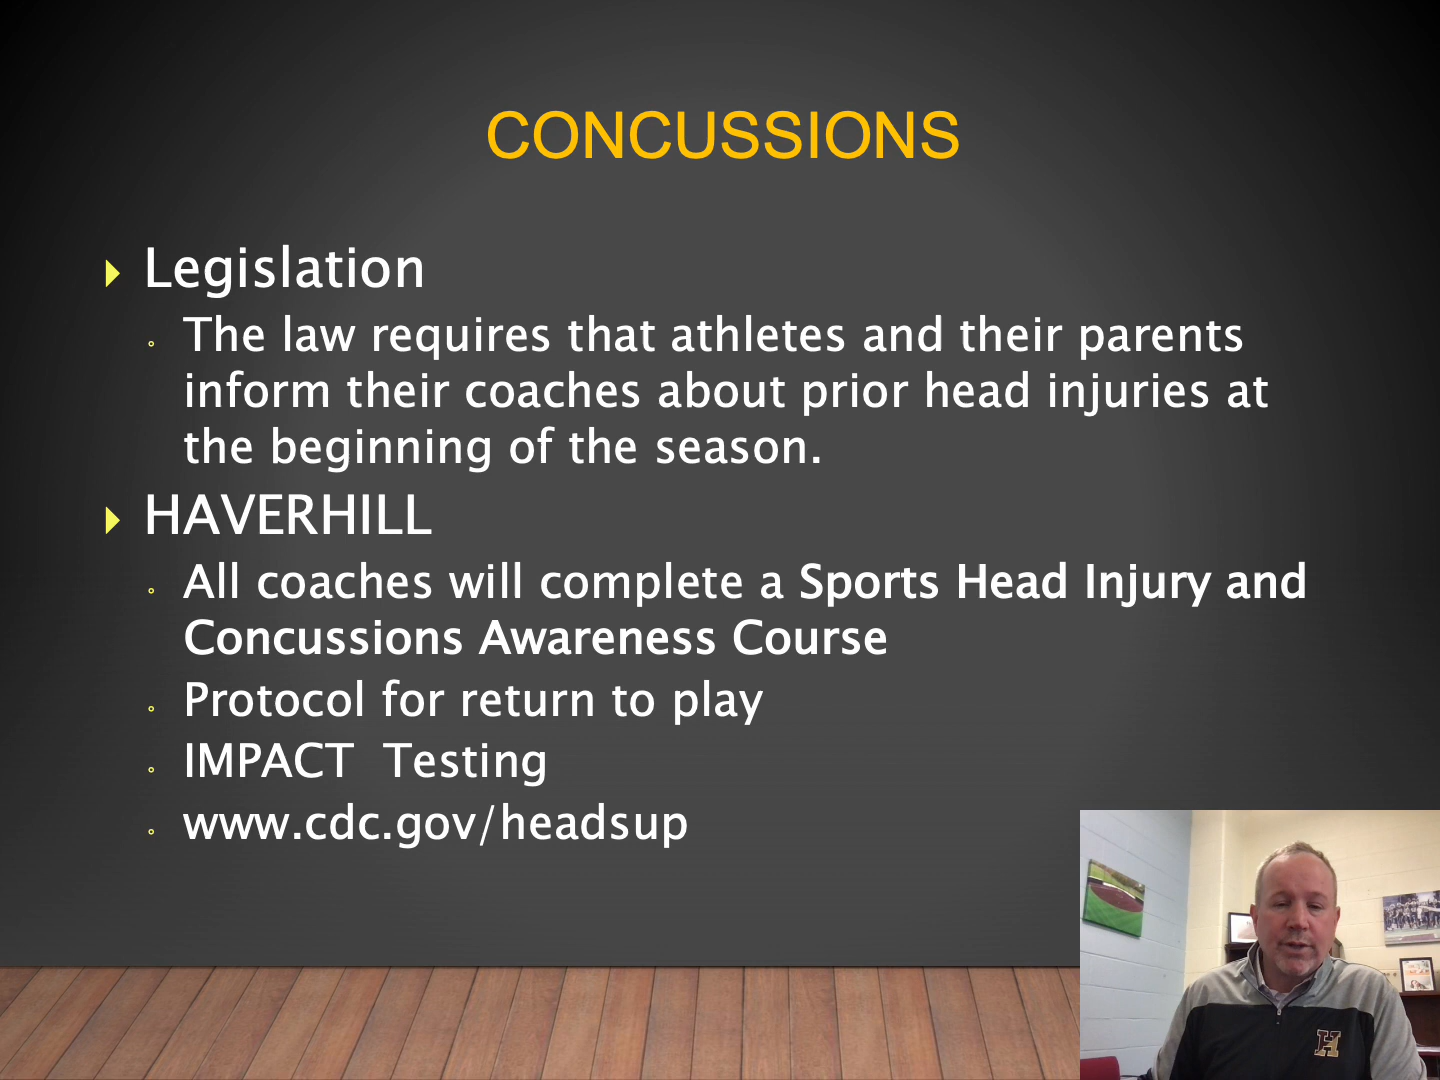 CONCUSSIONS
Legislation
The law requires that athletes and their parents
inform their coaches about prior head injuries at
the beginning of the season.
HAVERHILL
All coaches will complete a Sports Head Injury and
Concussions Awareness Course
Protocol for return to play
IMPACT Testing
www.cdc.gov/headsup
H